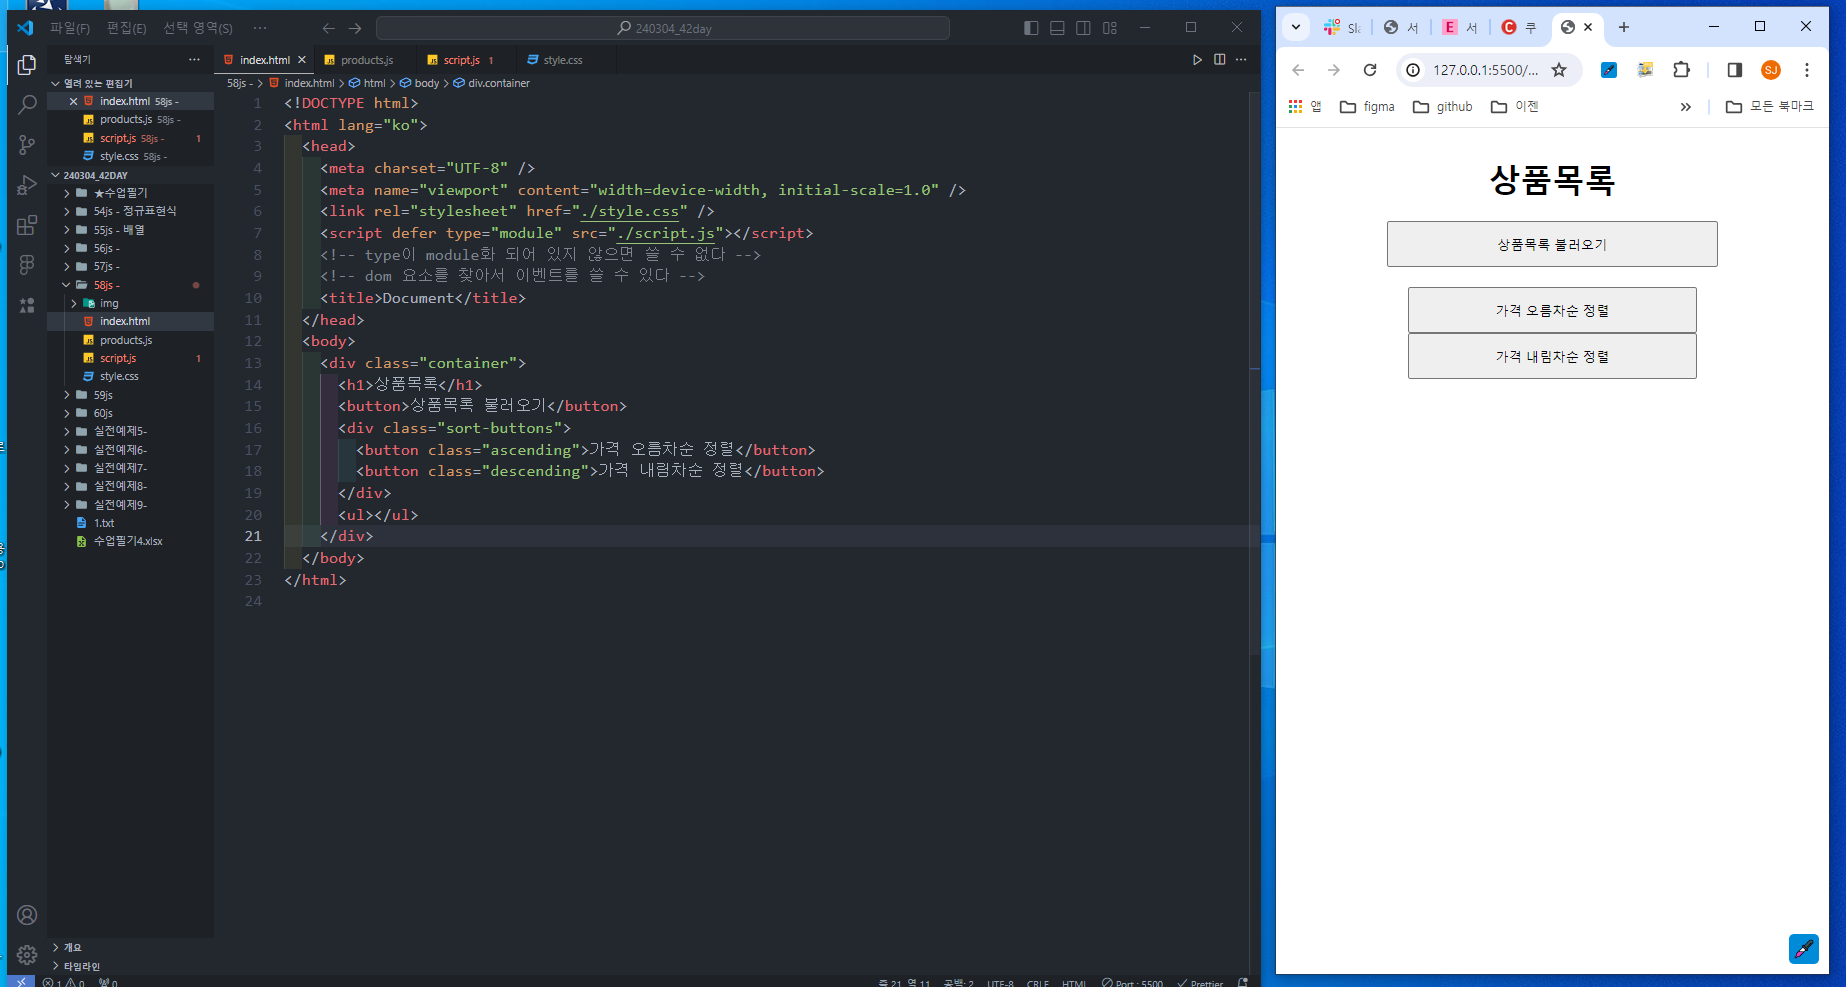 파일(F) 편집(E) 선택 영역(S) ···
240304_42day
탐색기 ···
열려 있는 편집기
index.html 58js -
products.js 58js -
script.js 58js - 1
style.css 58js -
240304_42DAY
★수업필기
54js - 정규표현식
55js - 배열
56js -
57js -
58js -
img
index.html
products.js
script.js 1
style.css
59js
60js
실전예제5-
실전예제6-
실전예제7-
실전예제8-
실전예제9-
1.txt
수업필기4.xlsx
개요
타임라인
index.html products.js script.js 1 style.css
58js - > index.html > html > body > div.container
1 <!DOCTYPE html>
2 <html lang="ko">
3 <head>
4 <meta charset="UTF-8" />
5 <meta name="viewport" content="width=device-width, initial-scale=1.0" />
6 <link rel="stylesheet" href="./style.css" />
7 <script defer type="module" src="./script.js"></script>
8 <!-- type이 module화 되어 있지 않으면 쓸 수 없다 -->
9 <!-- dom 요소를 찾아서 이벤트를 쓸 수 있다 -->
10 <title>Document</title>
11 </head>
12 <body>
13 <div class="container">
14 <h1>상품목록</h1>
15 <button>상품목록 불러오기</button>
16 <div class="sort-buttons">
17 <button class="ascending">가격 오름차순 정렬</button>
18 <button class="descending">가격 내림차순 정렬</button>
19 </div>
20 <ul></ul>
21 </div>
22 </body>
23 </html>
24
1 0 0
줄 21, 열 11 공백: 2 UTF-8 CRLF HTML Port : 5500 Prettier
서 E 서 C 쿠
127.0.0.1:5500/...
SJ
앱 figma github 이젠 » 모든 북마크
상품목록
상품목록 불러오기
가격 오름차순 정렬
가격 내림차순 정렬